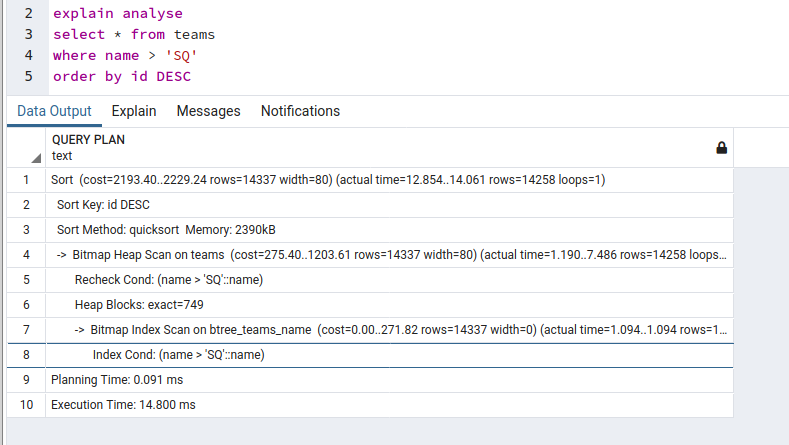 2 explain analyse
3 select * from teams
4 where name > 'SQ'
5 order by id DESC
Data Output Explain Messages Notifications
QUERY PLAN
text
1 Sort (cost=2193.40..2229.24 rows=14337 width=80) (actual time=12.854..14.061 rows=14258 loops=1)
2 Sort Key: id DESC
3 Sort Method: quicksort Memory: 2390kB
4 -> Bitmap Heap Scan on teams (cost=275.40..1203.61 rows=14337 width=80) (actual time=1.190..7.486 rows=14258 loops...
5 Recheck Cond: (name > 'SQ'::name)
6 Heap Blocks: exact=749
7 -> Bitmap Index Scan on btree_teams_name (cost=0.00..271.82 rows=14337 width=0) (actual time=1.094..1.094 rows=1...
8 Index Cond: (name > 'SQ'::name)
9 Planning Time: 0.091 ms
10 Execution Time: 14.800 ms